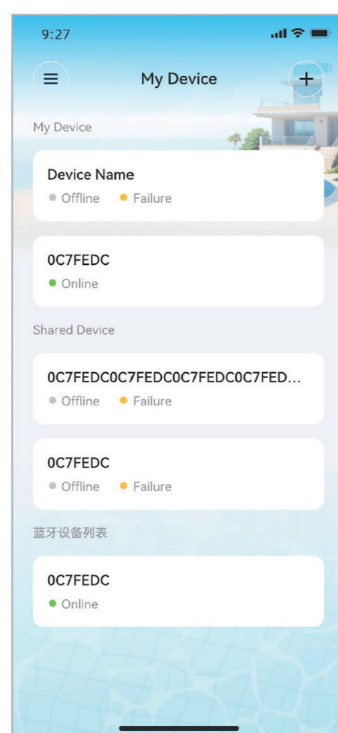 9:27
My Device
My Device
Device Name
Offline Failure
0C7FEDC
Online
Shared Device
0C7FEDC0C7FEDC0C7FEDC0C7FED...
Offline Failure
0C7FEDC
Offline Failure
蓝牙设备列表
0C7FEDC
Online